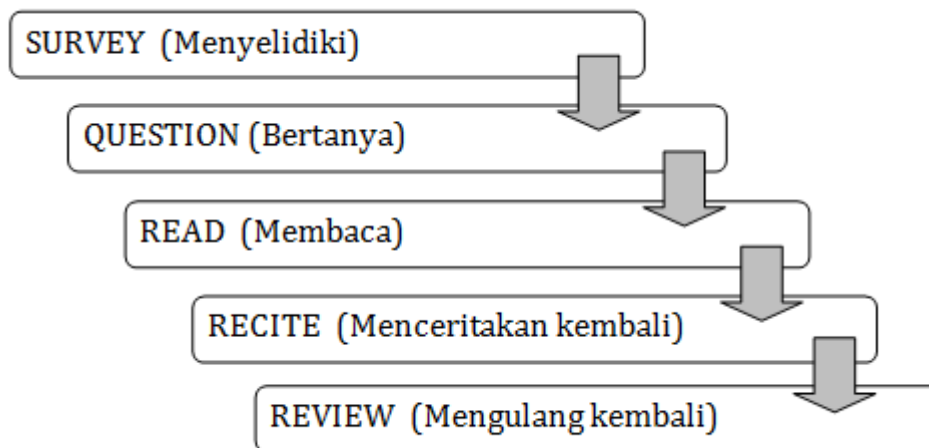 SURVEY (Menyelidiki)
QUESTION (Bertanya)
READ (Membaca)
RECITE (Menceritakan kembali)
REVIEW (Mengulang kembali)